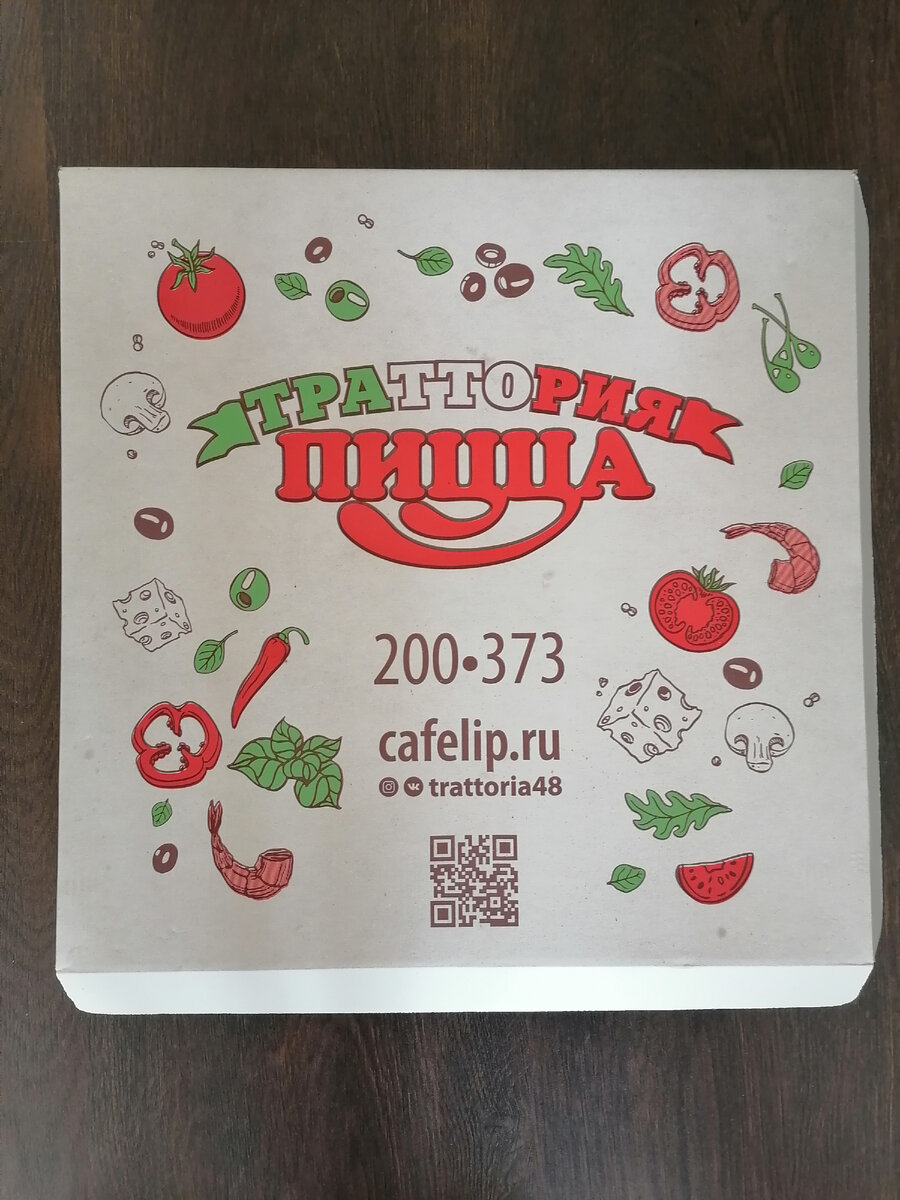 ТРАТТОРИЯ
ПИЦЦА
200•373
cafelip.ru
trattoria48